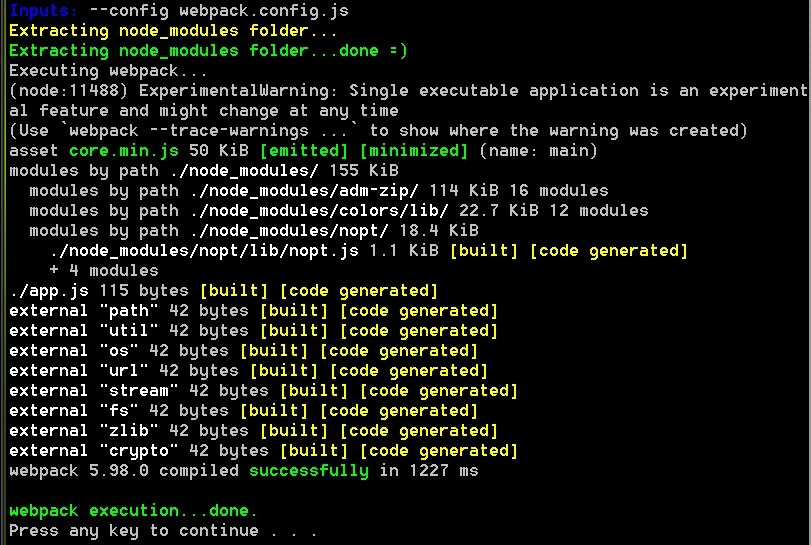 Inputs: --config webpack.config.js
Extracting node_modules folder...
Extracting node_modules folder...done =)
Executing webpack...
(node:11488) ExperimentalWarning: Single executable application is an experiment
al feature and might change at any time
(Use `webpack --trace-warnings ...` to show where the warning was created)
asset core.min.js 50 KiB [emitted] [minimized] (name: main)
modules by path ./node_modules/ 155 KiB
  modules by path ./node_modules/adm-zip/ 114 KiB 16 modules
  modules by path ./node_modules/colors/lib/ 22.7 KiB 12 modules
  modules by path ./node_modules/nopt/ 18.4 KiB
    ./node_modules/nopt/lib/nopt.js 1.1 KiB [built] [code generated]
    + 4 modules
./app.js 115 bytes [built] [code generated]
external "path" 42 bytes [built] [code generated]
external "util" 42 bytes [built] [code generated]
external "os" 42 bytes [built] [code generated]
external "url" 42 bytes [built] [code generated]
external "stream" 42 bytes [built] [code generated]
external "fs" 42 bytes [built] [code generated]
external "zlib" 42 bytes [built] [code generated]
external "crypto" 42 bytes [built] [code generated]
webpack 5.98.0 compiled successfully in 1227 ms
webpack execution...done.
Press any key to continue . . .